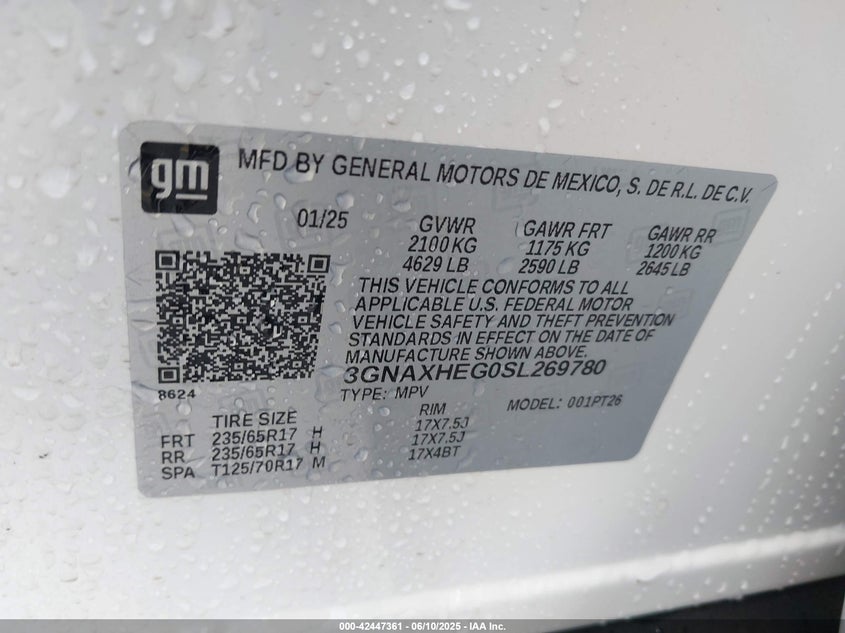 gm MFD BY GENERAL MOTORS DE MEXICO, S. DE R.L. DE C.V.
01/25 GVWR GAWR FRT GAWR RR
2100 KG 1175 KG 1200 KG
4629 LB 2590 LB 2645 LB
THIS VEHICLE CONFORMS TO ALL
APPLICABLE U.S. FEDERAL MOTOR
VEHICLE SAFETY AND THEFT PREVENTION
STANDARDS IN EFFECT ON THE DATE OF
MANUFACTURE SHOWN ABOVE.
3GNAXHEG0SL269780
8624 TYPE: MPV MODEL: 001PT26
TIRE SIZE RIM
FRT 235/65R17 H 17X7.5J
RR 235/65R17 H 17X7.5J
SPA T125/70R17 M 17X4BT
000-42447361 - 06/10/2025 - IAA Inc.